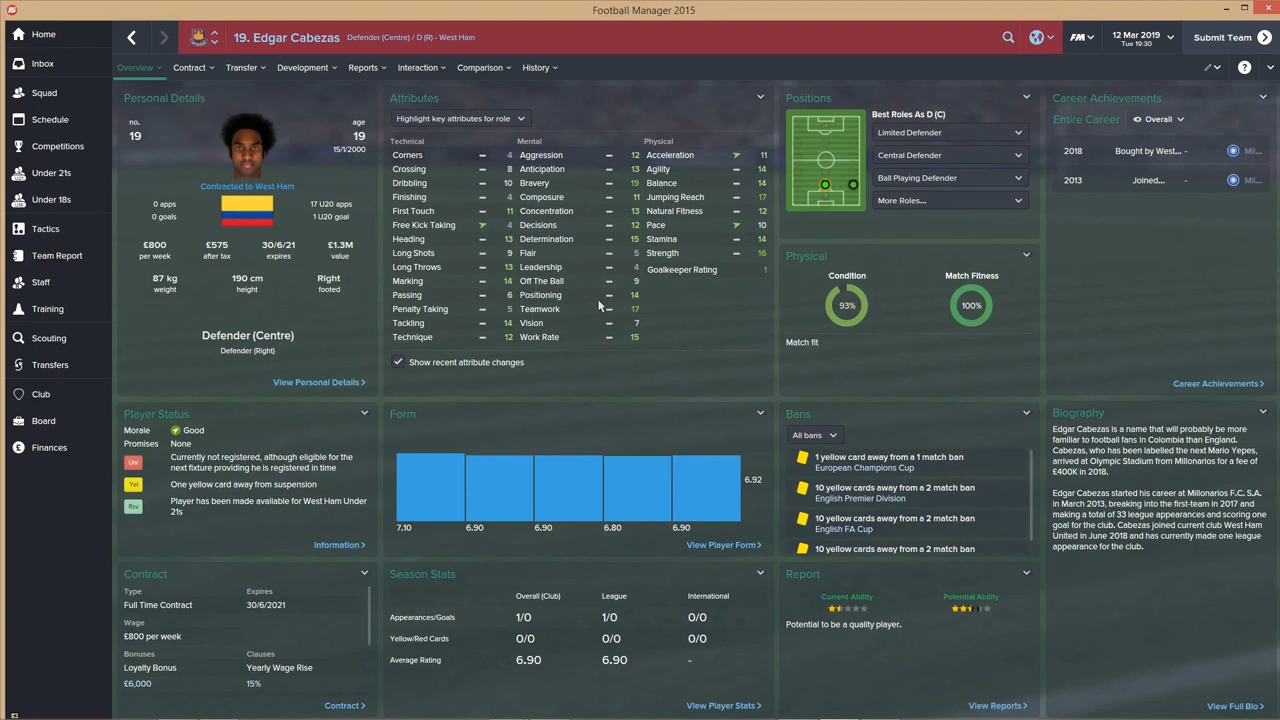 Football Manager 2015
Home
Inbox
Squad
Schedule
Competitions
Under 21s
Under 18s
Tactics
Team Report
Staff
Training
Scouting
Transfers
Club
Board
Finances
19. Edgar Cabezas
Defender (Centre) / D (R) - West Ham
FM
12 Mar 2019
Tue 19:30
Submit Team
Overview
Contract
Transfer
Development
Reports
Interaction
Comparison
History
?
Personal Details
no.
19
age
19
15/1/2000
Contracted to West Ham
0 apps
0 goals
17 U20 apps
1 U20 goal
£800 per week
£575 after tax
30/6/21 expires
£1.3M value
87 kg weight
190 cm height
Right footed
Defender (Centre)
Defender (Right)
View Personal Details >
Attributes
Highlight key attributes for role
Technical
Corners 4
Crossing 8
Dribbling 10
Finishing 4
First Touch 11
Free Kick Taking 4
Heading 13
Long Shots 9
Long Throws 13
Marking 14
Passing 6
Penalty Taking 5
Tackling 14
Technique 12
Mental
Aggression 12
Anticipation 13
Bravery 19
Composure 11
Concentration 13
Decisions 12
Determination 15
Flair 5
Leadership 4
Off The Ball 9
Positioning 14
Teamwork 17
Vision 7
Work Rate 15
Physical
Acceleration 11
Agility 14
Balance 14
Jumping Reach 17
Natural Fitness 12
Pace 10
Stamina 14
Strength 16
Goalkeeper Rating 1
Show recent attribute changes
Positions
Best Roles As D (C)
Limited Defender
Central Defender
Ball Playing Defender
More Roles...
Physical
Condition
93%
Match Fitness
100%
Match fit
Career Achievements
Entire Career
Overall
2018 Bought by West... - Mil...
2013 Joined... - Mil...
Career Achievements >
Player Status
Morale Good
Promises None
Unr Currently not registered, although eligible for
the next fixture providing he is registered in time
Yel One yellow card away from suspension
Rsv Player has been made available for West Ham Under
21s
Information >
Form
6.92
7.10 6.90 6.90 6.80 6.90
View Player Form >
Bans
All bans
1 yellow card away from a 1 match ban
European Champions Cup
10 yellow cards away from a 2 match ban
English Premier Division
10 yellow cards away from a 2 match ban
English FA Cup
10 yellow cards away from a 2 match ban
Biography
Edgar Cabezas is a name that will probably be more
familiar to football fans in Colombia than England.
Cabezas, who has been labelled the next Mario Yepes,
arrived at Olympic Stadium from Millonarios for a fee of
£400K in 2018.
Edgar Cabezas started his career at Millonarios F.C. S.A.
in March 2013, breaking into the first-team in 2017 and
making a total of 33 league appearances and scoring one
goal for the club. Cabezas joined current club West Ham
United in June 2018 and has currently made one league
appearance for the club.
View Full Bio >
Contract
Type
Full Time Contract
Expires
30/6/2021
Wage
£800 per week
Bonuses
Loyalty Bonus
£6,000
Clauses
Yearly Wage Rise
15%
Contract >
Season Stats
Overall (Club) League International
Appearances/Goals 1/0 1/0 0/0
Yellow/Red Cards 0/0 0/0 0/0
Average Rating 6.90 6.90 -
View Player Stats >
Report
Current Ability
Potential Ability
Potential to be a quality player.
View Reports >